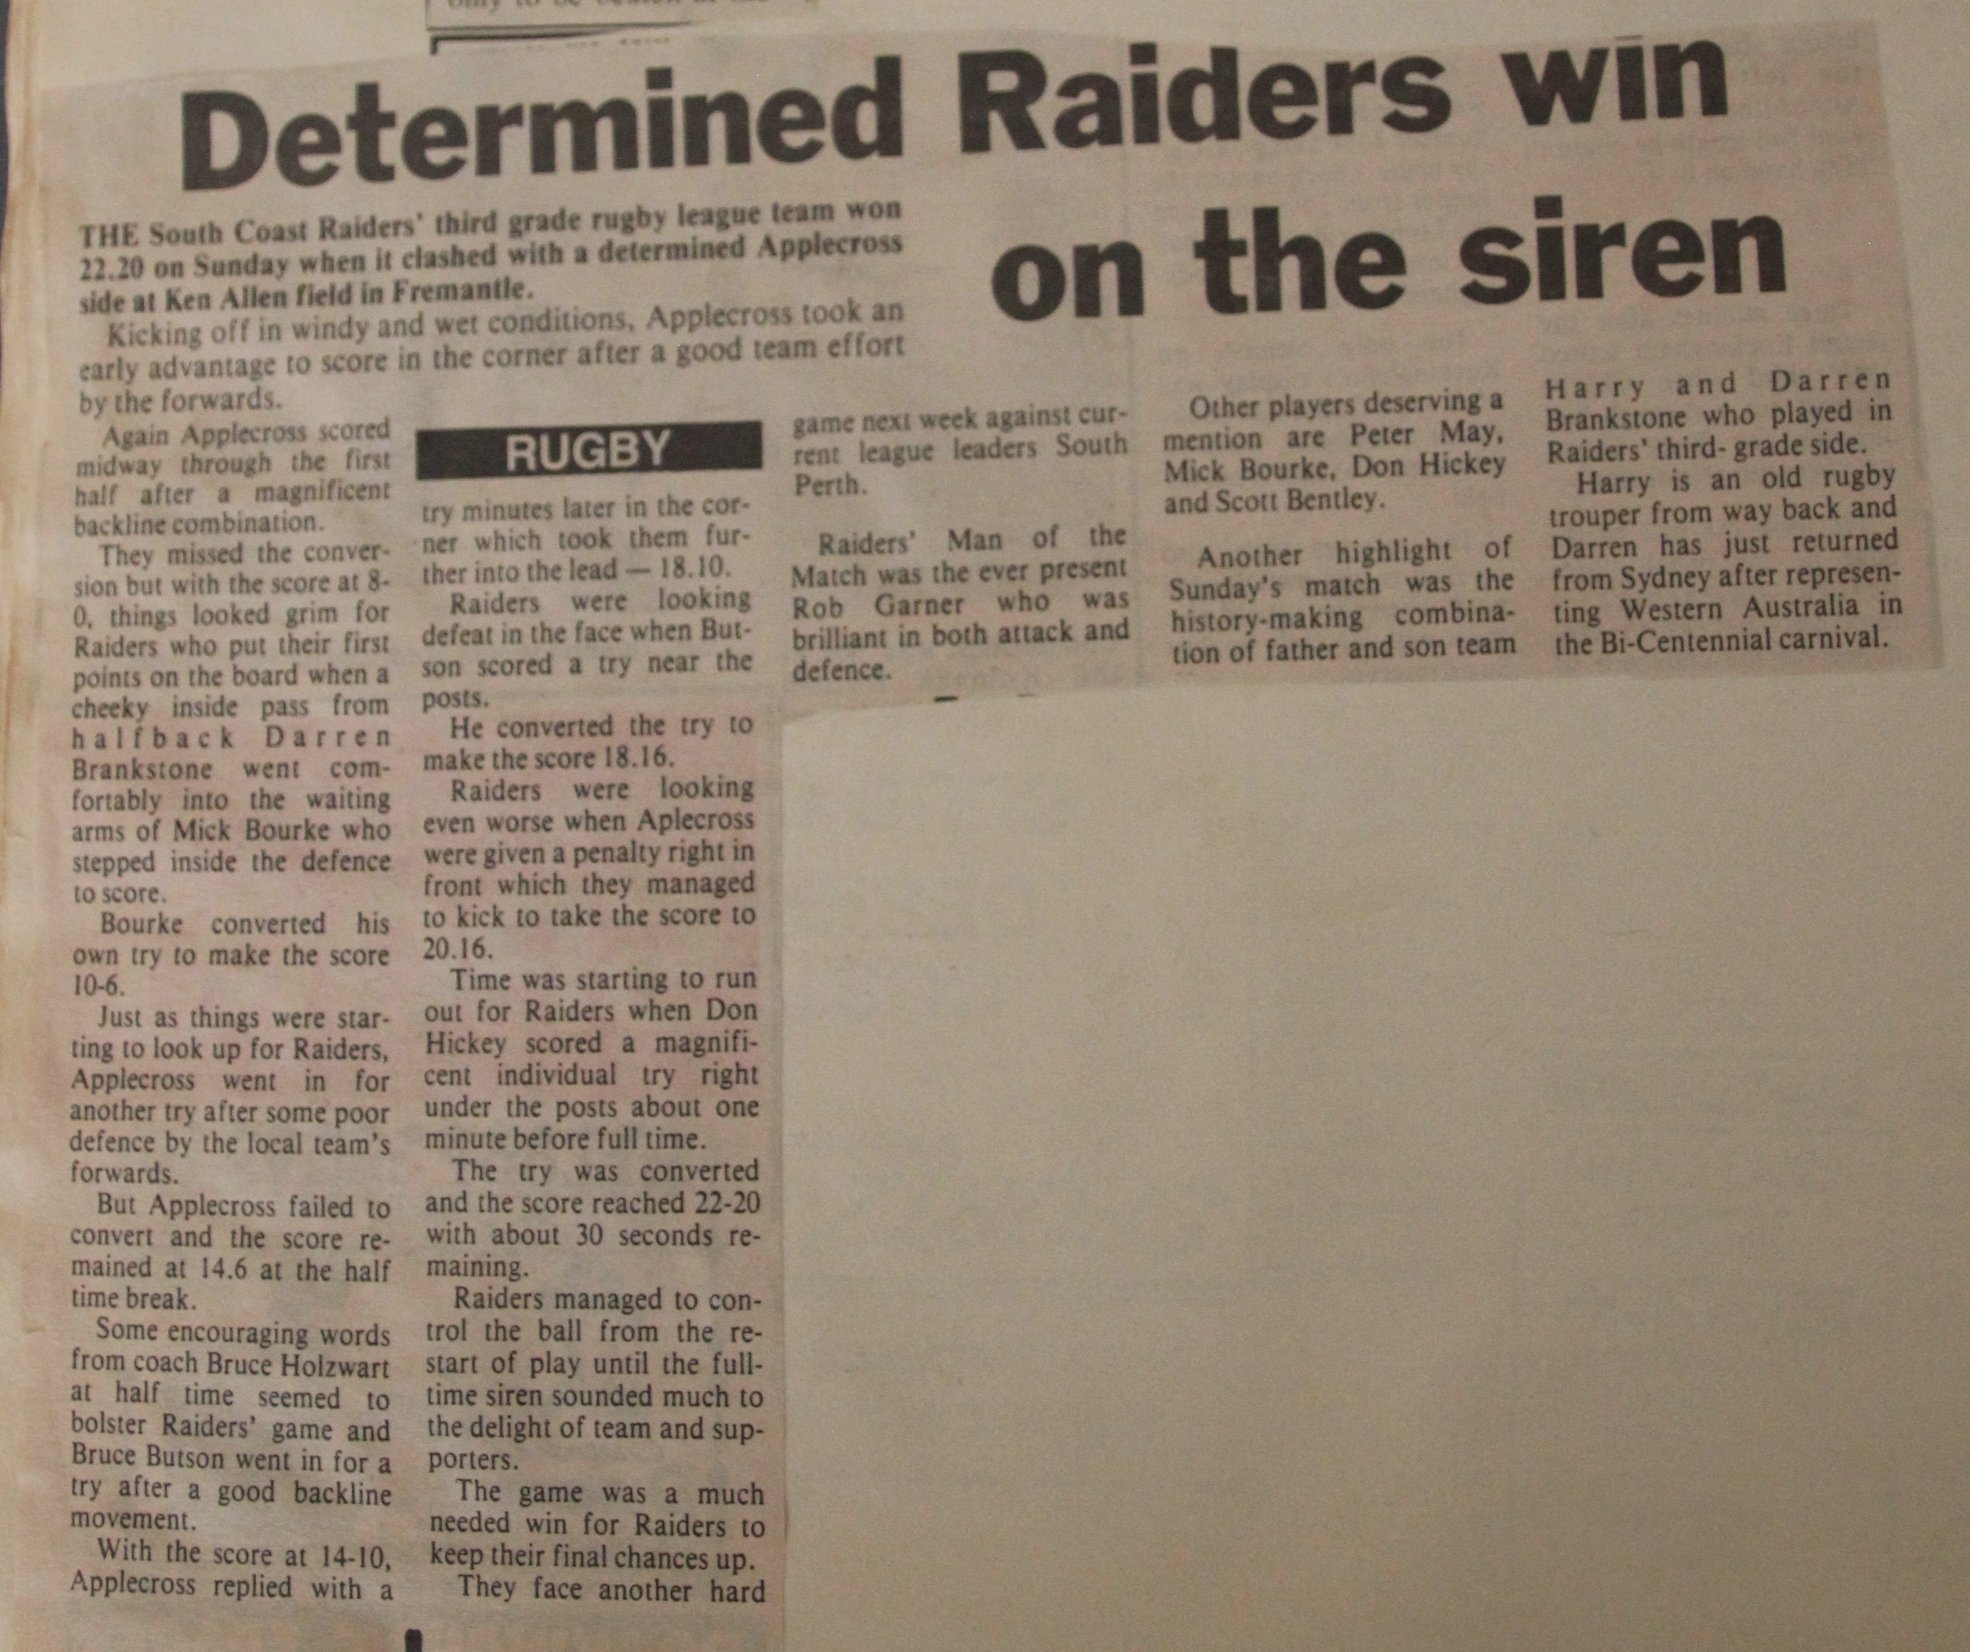 Determined Raiders win
on the siren
THE South Coast Raiders' third grade rugby league team won
22.20 on Sunday when it clashed with a determined Applecross
side at Ken Allen field in Fremantle.
Kicking off in windy and wet conditions, Applecross took an
early advantage to score in the corner after a good team effort
by the forwards.
Again Applecross scored
midway through the first
half after a magnificent
backline combination.
They missed the conver-
sion but with the score at 8-
0, things looked grim for
Raiders who put their first
points on the board when a
cheeky inside pass from
halfback Darren
Brankstone went com-
fortably into the waiting
arms of Mick Bourke who
stepped inside the defence
to score.
Bourke converted his
own try to make the score
10-6.
Just as things were star-
ting to look up for Raiders,
Applecross went in for
another try after some poor
defence by the local team's
forwards.
But Applecross failed to
convert and the score re-
mained at 14.6 at the half
time break.
Some encouraging words
from coach Bruce Holzwart
at half time seemed to
bolster Raiders' game and
Bruce Butson went in for a
try after a good backline
movement.
With the score at 14-10,
Applecross replied with a
RUGBY
try minutes later in the cor-
ner which took them fur-
ther into the lead — 18.10.
Raiders were looking
defeat in the face when But-
son scored a try near the
posts.
He converted the try to
make the score 18.16.
Raiders were looking
even worse when Aplecross
were given a penalty right in
front which they managed
to kick to take the score to
20.16.
Time was starting to run
out for Raiders when Don
Hickey scored a magnifi-
cent individual try right
under the posts about one
minute before full time.
The try was converted
and the score reached 22-20
with about 30 seconds re-
maining.
Raiders managed to con-
trol the ball from the re-
start of play until the full-
time siren sounded much to
the delight of team and sup-
porters.
The game was a much
needed win for Raiders to
keep their final chances up.
They face another hard
game next week against cur-
rent league leaders South
Perth.
Raiders' Man of the
Match was the ever present
Rob Garner who was
brilliant in both attack and
defence.
Other players deserving a
mention are Peter May,
Mick Bourke, Don Hickey
and Scott Bentley.
Another highlight of
Sunday's match was the
history-making combina-
tion of father and son team
Harry and Darren
Brankstone who played in
Raiders' third- grade side.
Harry is an old rugby
trouper from way back and
Darren has just returned
from Sydney after represen-
ting Western Australia in
the Bi-Centennial carnival.